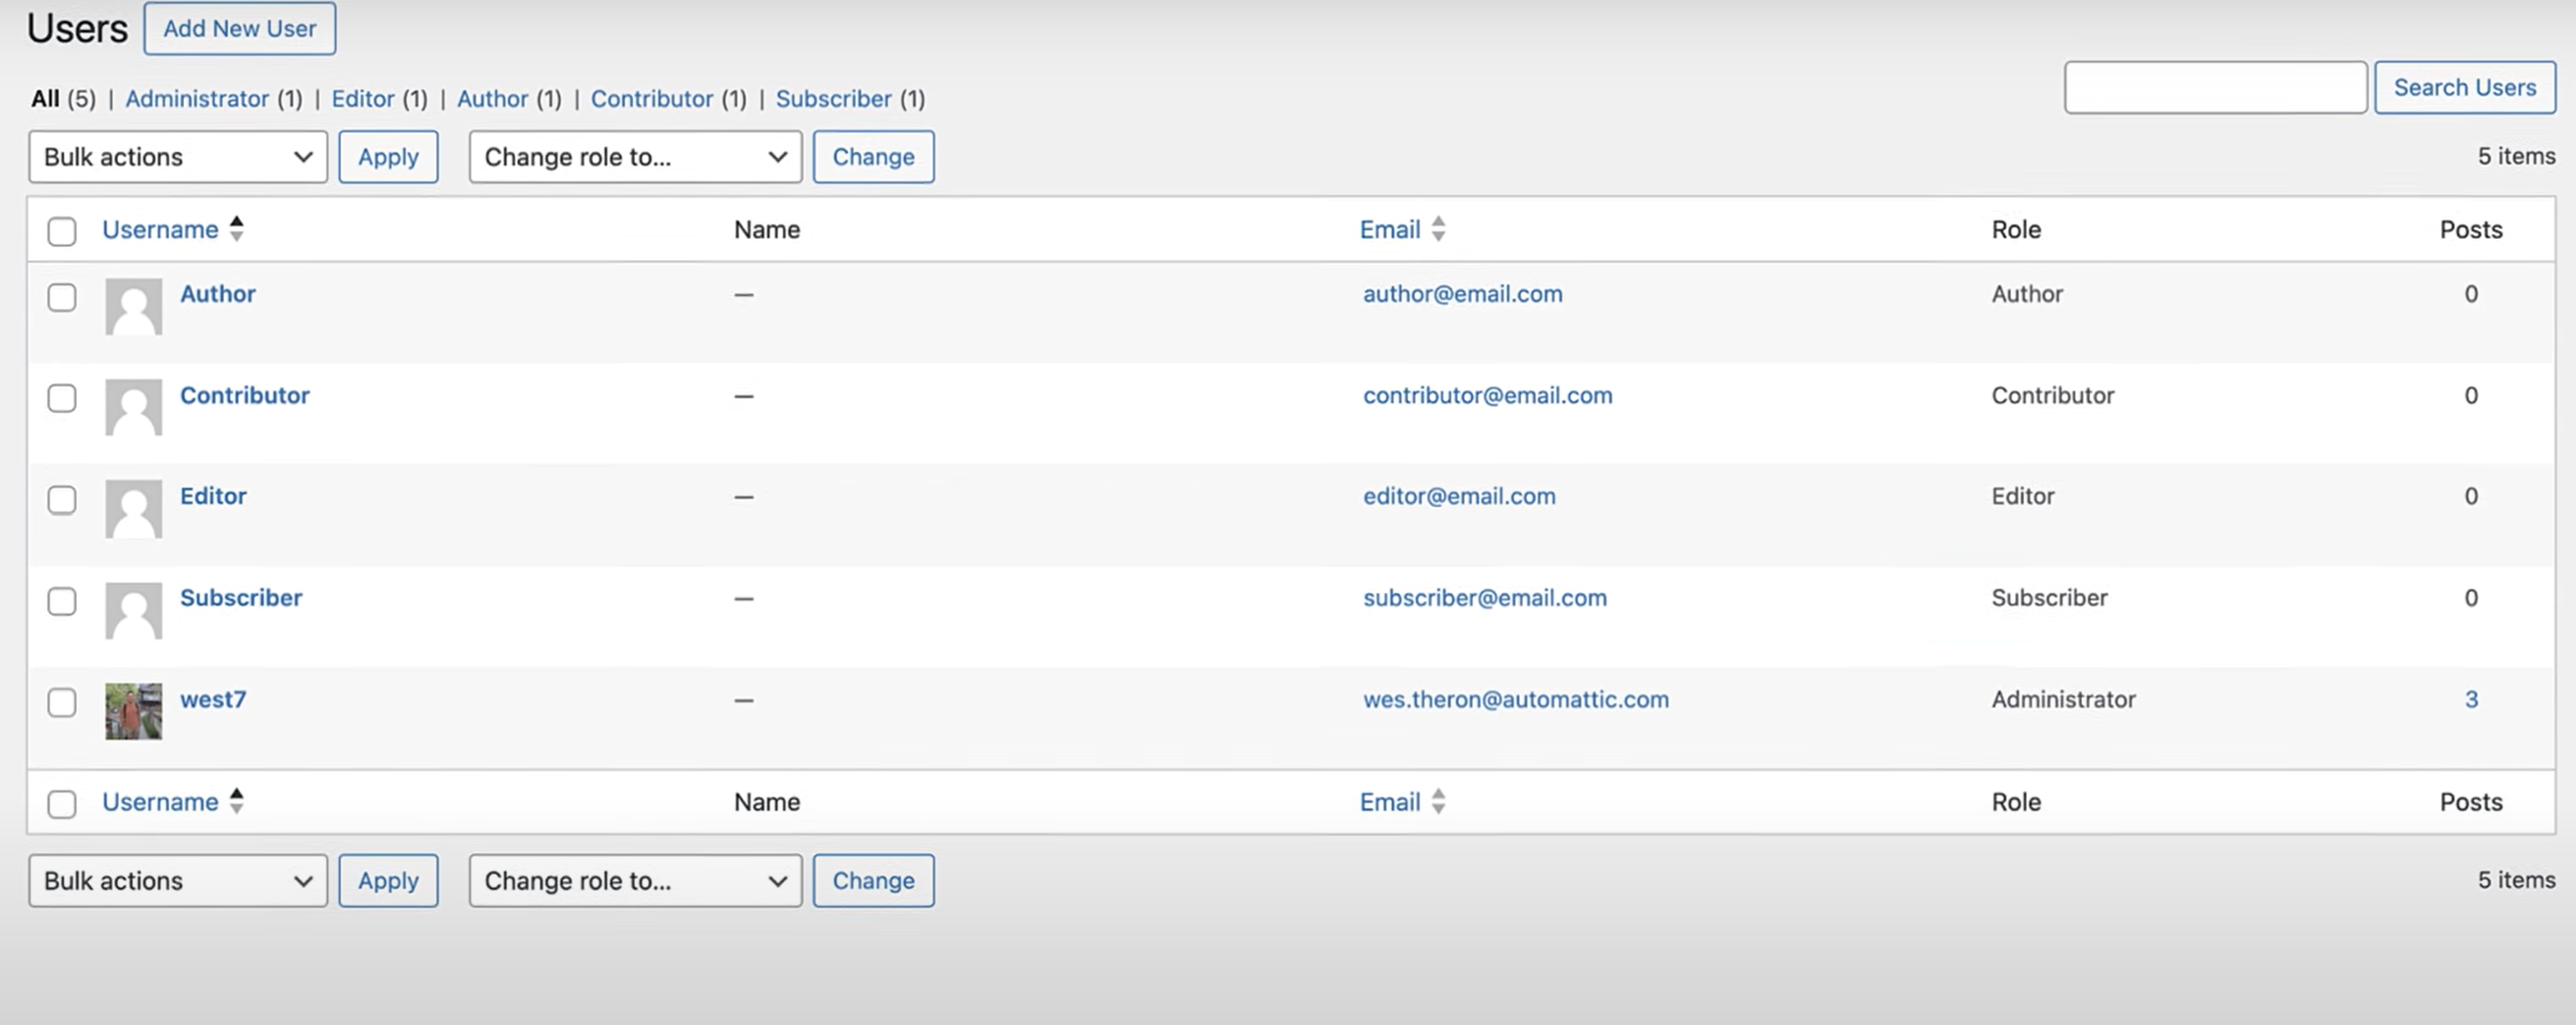 Users Add New User
All (5) | Administrator (1) | Editor (1) | Author (1) | Contributor (1) | Subscriber (1)
Search Users
Bulk actions Apply Change role to... Change 5 items
Username Name Email Role Posts
Author — author@email.com Author 0
Contributor — contributor@email.com Contributor 0
Editor — editor@email.com Editor 0
Subscriber — subscriber@email.com Subscriber 0
west7 — wes.theron@automattic.com Administrator 3
Username Name Email Role Posts
Bulk actions Apply Change role to... Change 5 items